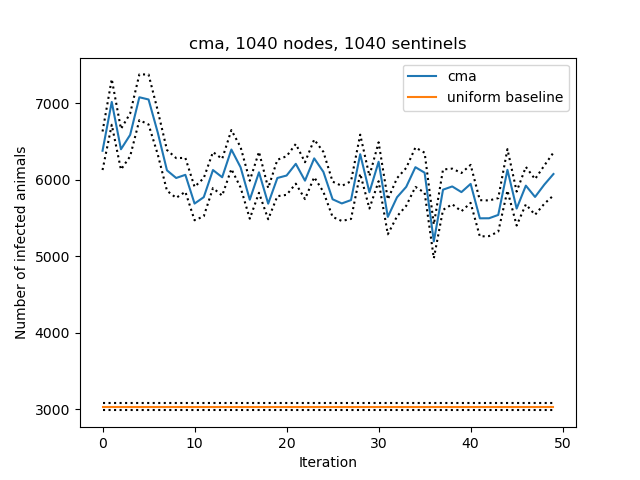 cma, 1040 nodes, 1040 sentinels
cma
uniform baseline
Number of infected animals
7000
6000
5000
4000
3000
0 10 20 30 40 50
Iteration